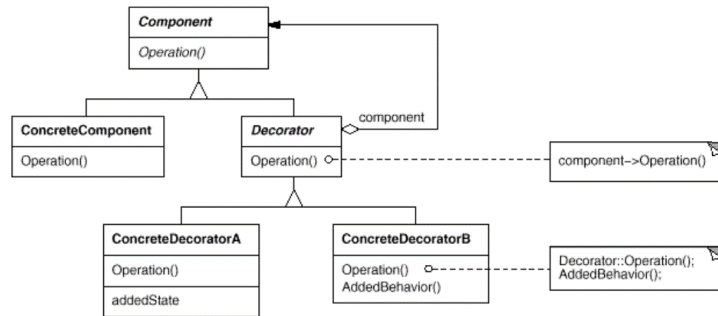 Component
Operation()
component
ConcreteComponent
Operation()
Decorator
Operation()
component->Operation()
ConcreteDecoratorA
Operation()
addedState
ConcreteDecoratorB
Operation()
AddedBehavior()
Decorator::Operation();
AddedBehavior();